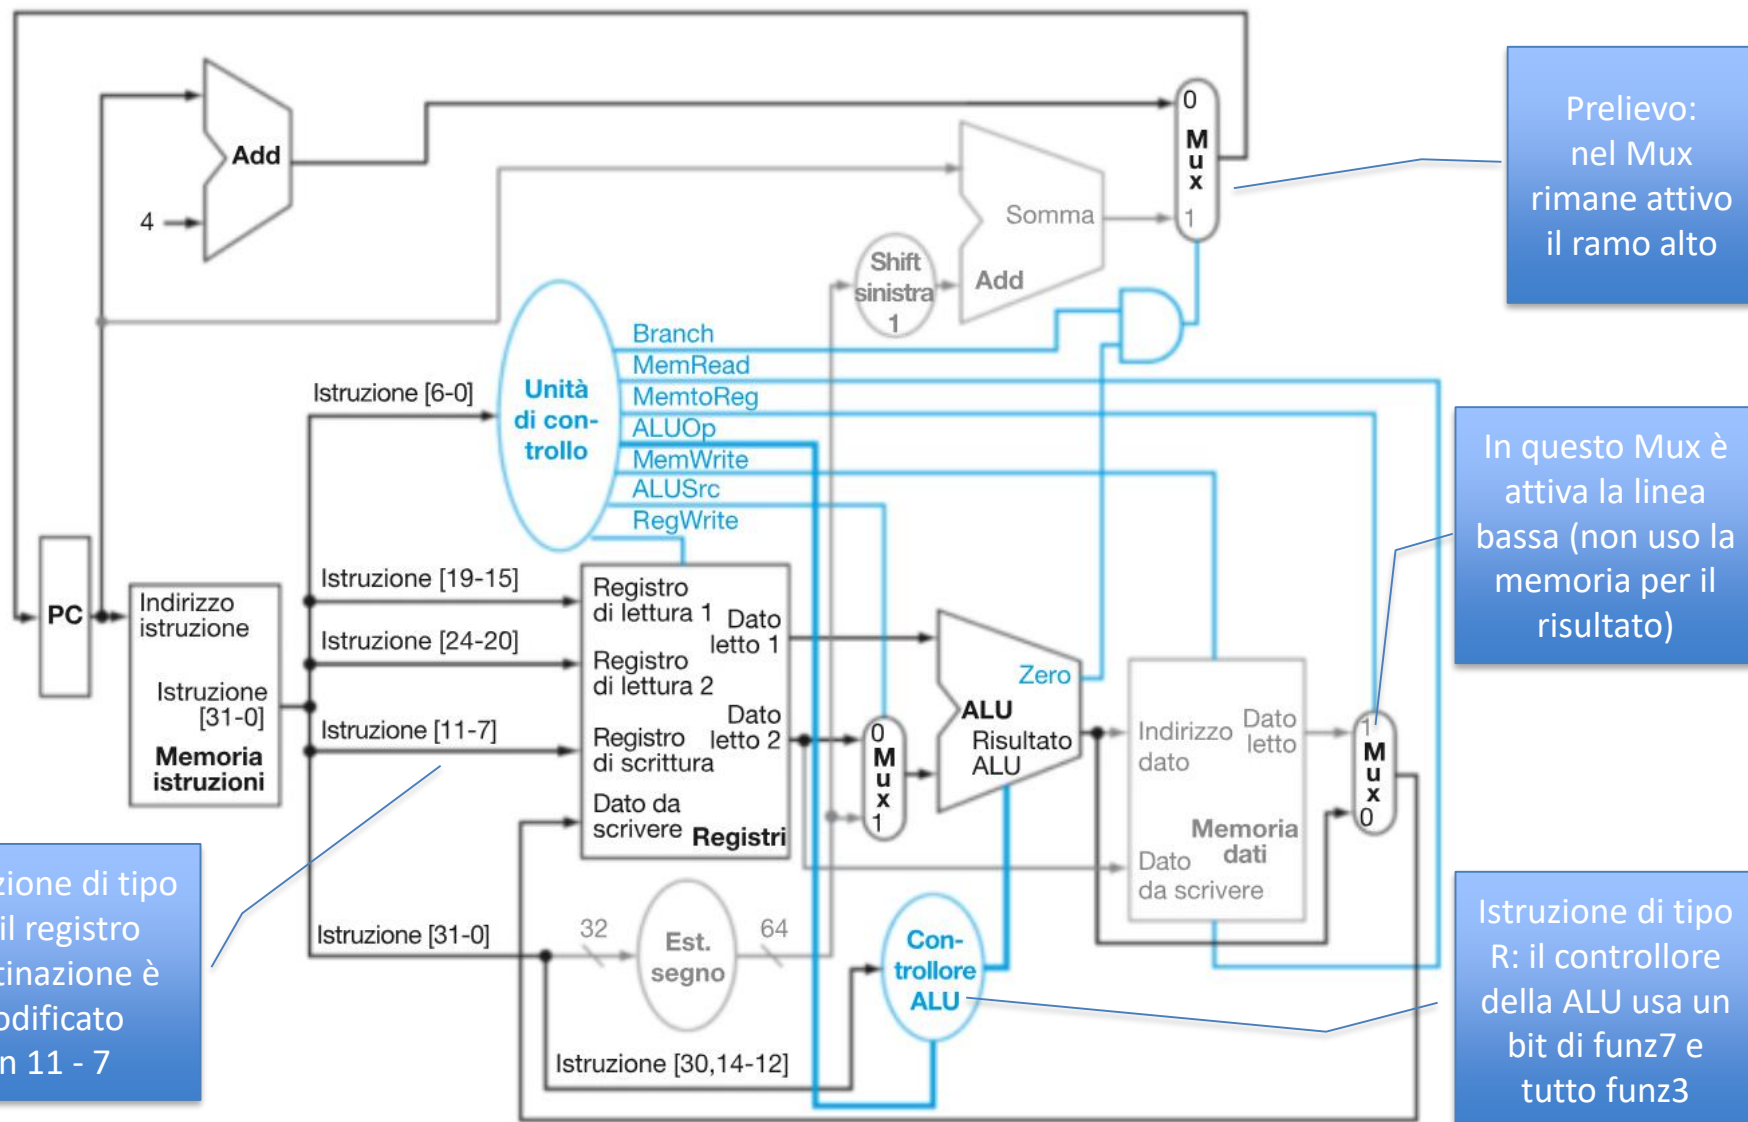 Add
4
0
M
u
x
1
Prelievo:
nel Mux
rimane attivo
il ramo alto
Somma
Add
Shift
sinistra
1
Branch
MemRead
MemtoReg
ALUOp
MemWrite
ALUSrc
RegWrite
Unità
di con-
trollo
Istruzione [6-0]
In questo Mux è
attiva la linea
bassa (non uso la
memoria per il
risultato)
PC
Indirizzo
istruzione
Istruzione
[31-0]
Memoria
istruzioni
Istruzione [19-15]
Istruzione [24-20]
Istruzione [11-7]
Istruzione [31-0]
Registro
di lettura 1
Registro
di lettura 2
Registro
di scrittura
Dato da
scrivere
Dato
letto 1
Dato
letto 2
Registri
0
M
u
x
1
Zero
ALU
Risultato
ALU
Indirizzo
dato
Dato
letto
Memoria
dati
Dato
da scrivere
1
M
u
x
0
zione di tipo
il registro
tinazione è
odificato
n 11 - 7
32
Est.
segno
64
Con-
trollore
ALU
Istruzione [30,14-12]
Istruzione di tipo
R: il controllore
della ALU usa un
bit di funz7 e
tutto funz3